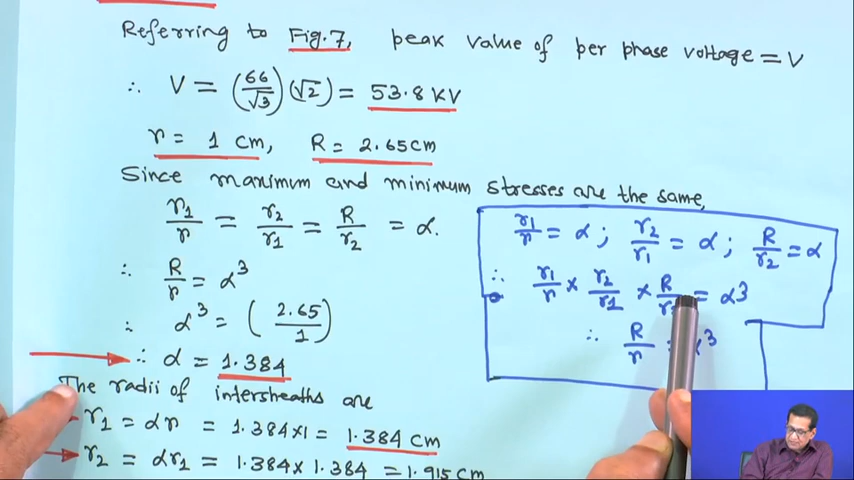 Referring to Fig.7, peak value of per phase voltage = V
∴ V = (66/√3)(√2) = 53.8 KV
r = 1 cm, R = 2.65 cm
Since maximum and minimum stresses are the same,
r1/r = r2/r1 = R/r2 = α.
∴ R/r = α³
∴ α³ = (2.65/1)
∴ α = 1.384
The radii of intersheaths are
r1 = αr = 1.384×1 = 1.384 cm
r2 = αr1 = 1.384×1.384 = 1.915 cm
r1/r = α; r2/r1 = α; R/r2 = α
∴ r1/r × r2/r1 × R/ = α³
∴ R/r = ³